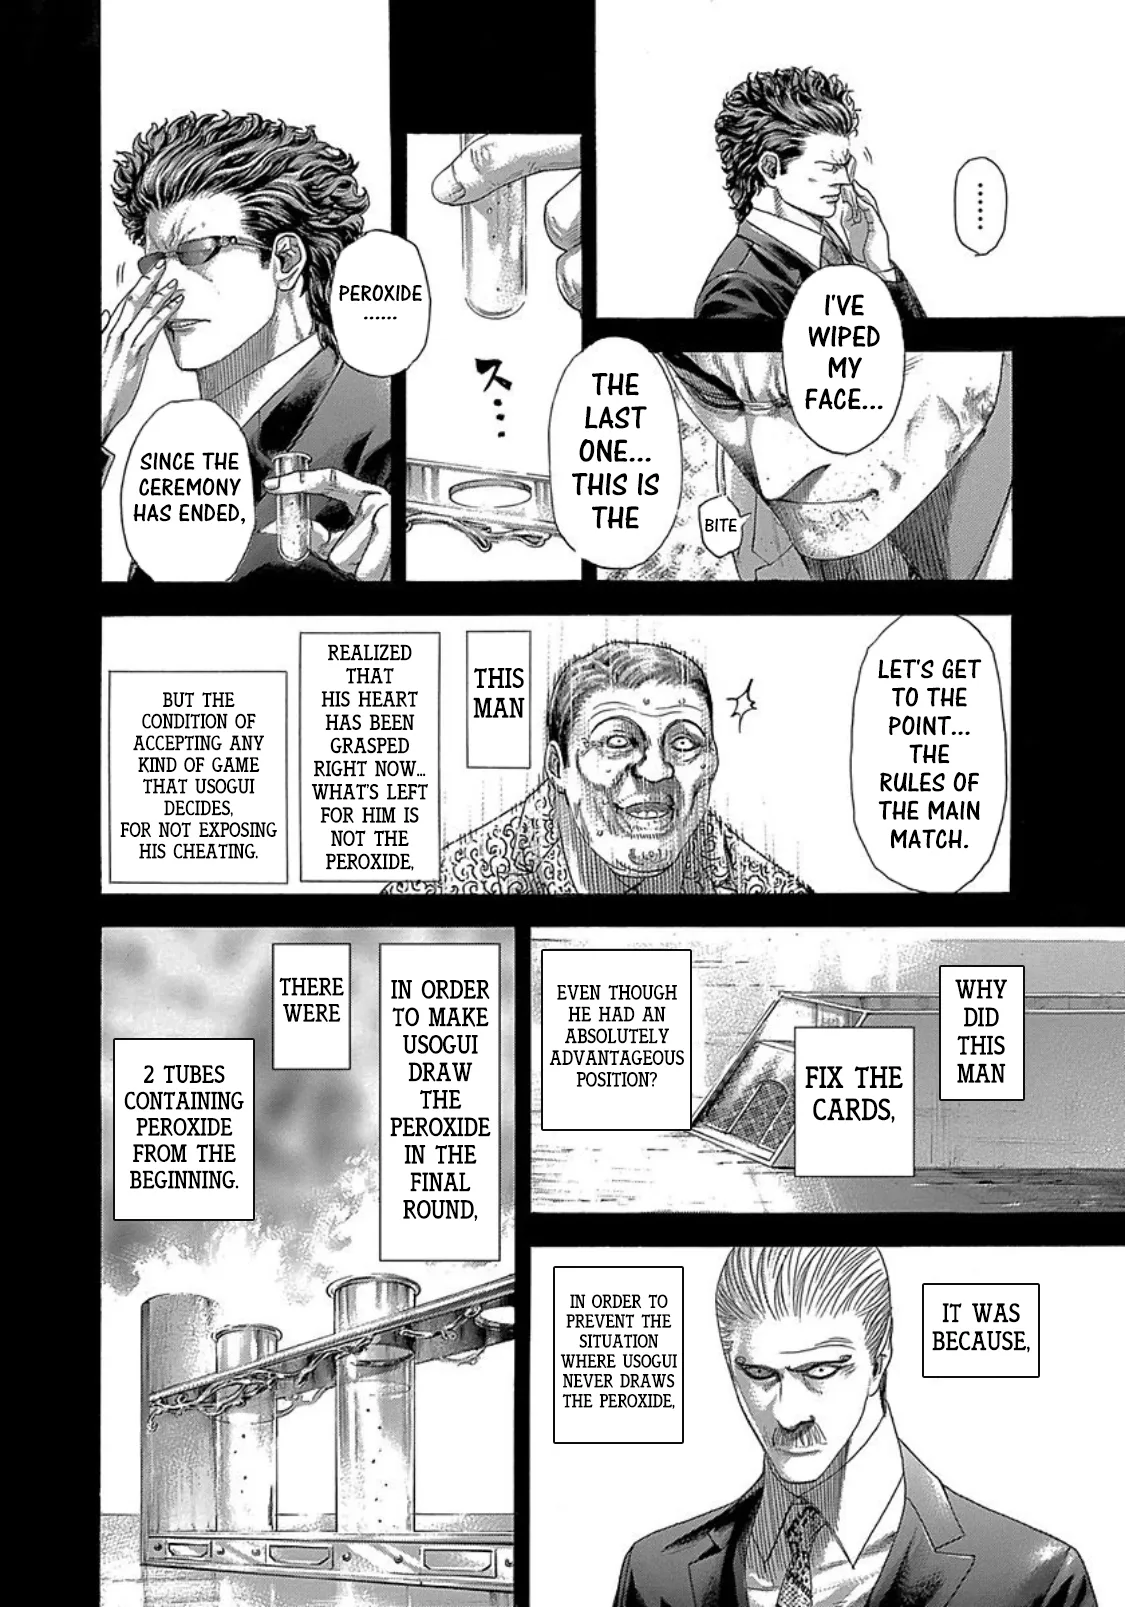 ......
I'VE
WIPED
MY
FACE...
BITE
THE
LAST
ONE...
THIS IS
THE
ス...
PEROXIDE
......
SINCE THE
CEREMONY
HAS ENDED,
LET'S GET
TO THE
POINT...
THE
RULES OF
THE MAIN
MATCH.
THIS
MAN
REALIZED
THAT
HIS HEART
HAS BEEN
GRASPED
RIGHT NOW...
WHAT'S LEFT
FOR HIM IS
NOT THE
PEROXIDE,
BUT THE
CONDITION OF
ACCEPTING ANY
KIND OF GAME
THAT USOGUI
DECIDES,
FOR NOT EXPOSING
HIS CHEATING.
WHY
DID
THIS
MAN
FIX THE
CARDS,
EVEN THOUGH
HE HAD AN
ABSOLUTELY
ADVANTAGEOUS
POSITION?
IT WAS
BECAUSE,
IN ORDER TO
PREVENT THE
SITUATION
WHERE USOGUI
NEVER DRAWS
THE PEROXIDE,
IN ORDER
TO MAKE
USOGUI
DRAW
THE
PEROXIDE
IN THE
FINAL
ROUND,
THERE
WERE
2 TUBES
CONTAINING
PEROXIDE
FROM THE
BEGINNING.